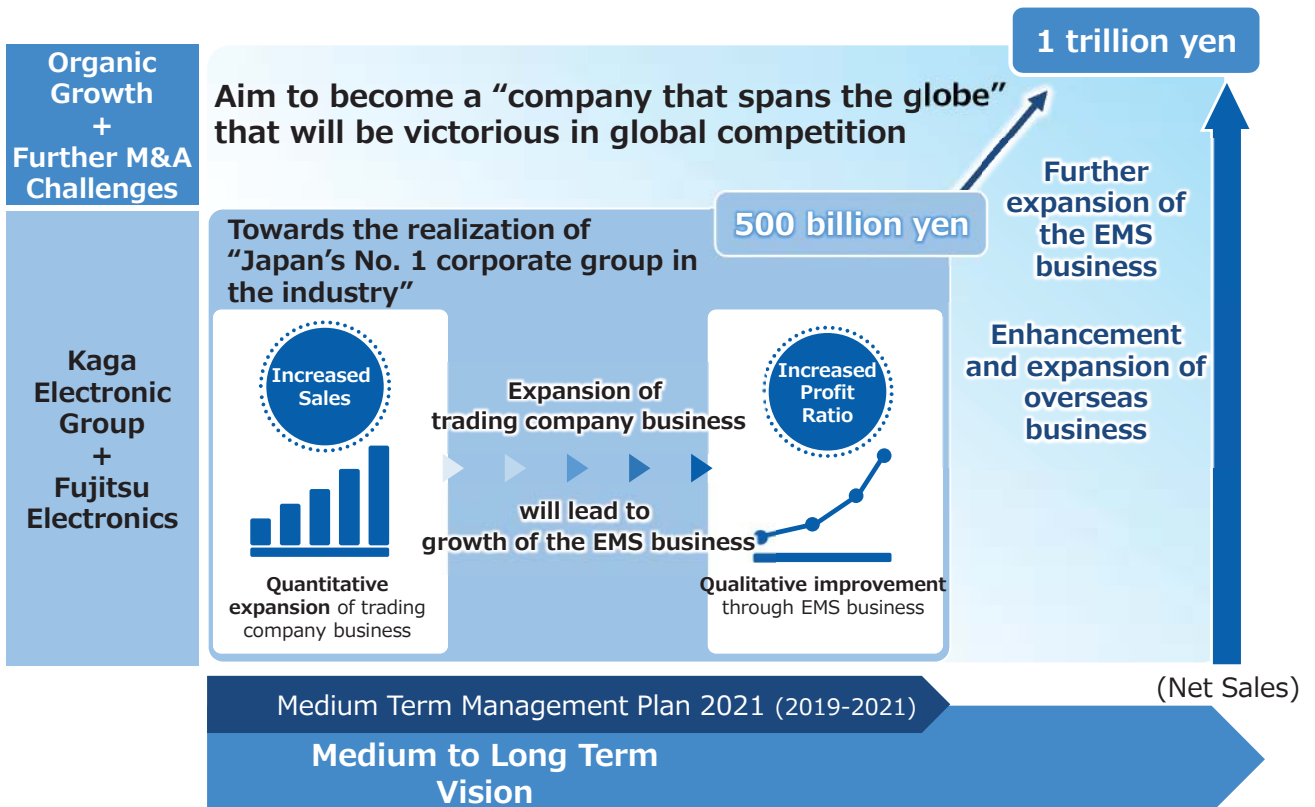 1 trillion yen
Organic
Growth
+
Further M&A
Challenges
Aim to become a “company that spans the globe”
that will be victorious in global competition
Further
expansion of
the EMS
business
Enhancement
and expansion of
overseas
business
500 billion yen
Kaga
Electronic
Group
+
Fujitsu
Electronics
Towards the realization of
“Japan’s No. 1 corporate group in
the industry”
Increased
Sales
Quantitative
expansion of trading
company business
Expansion of
trading company business
will lead to
growth of the EMS business
Increased
Profit
Ratio
Qualitative improvement
through EMS business
(Net Sales)
Medium Term Management Plan 2021 (2019-2021)
Medium to Long Term
Vision